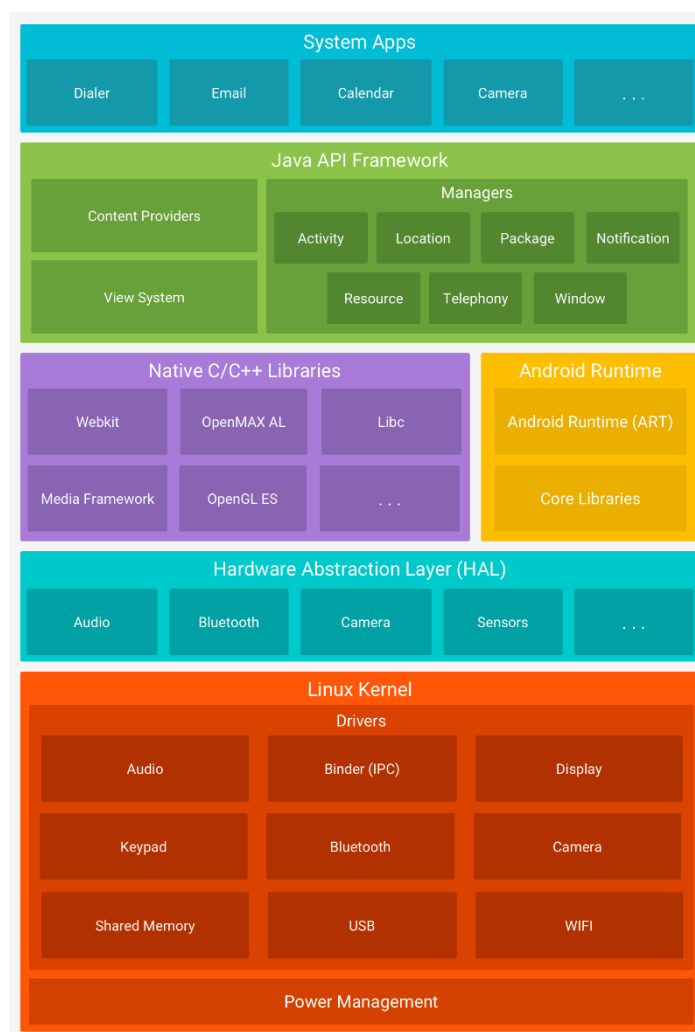 System Apps
Dialer
Email
Calendar
Camera
. . .
Java API Framework
Content Providers
View System
Managers
Activity
Location
Package
Notification
Resource
Telephony
Window
Native C/C++ Libraries
Webkit
OpenMAX AL
Libc
Media Framework
OpenGL ES
. . .
Android Runtime
Android Runtime (ART)
Core Libraries
Hardware Abstraction Layer (HAL)
Audio
Bluetooth
Camera
Sensors
. . .
Linux Kernel
Drivers
Audio
Binder (IPC)
Display
Keypad
Bluetooth
Camera
Shared Memory
USB
WIFI
Power Management